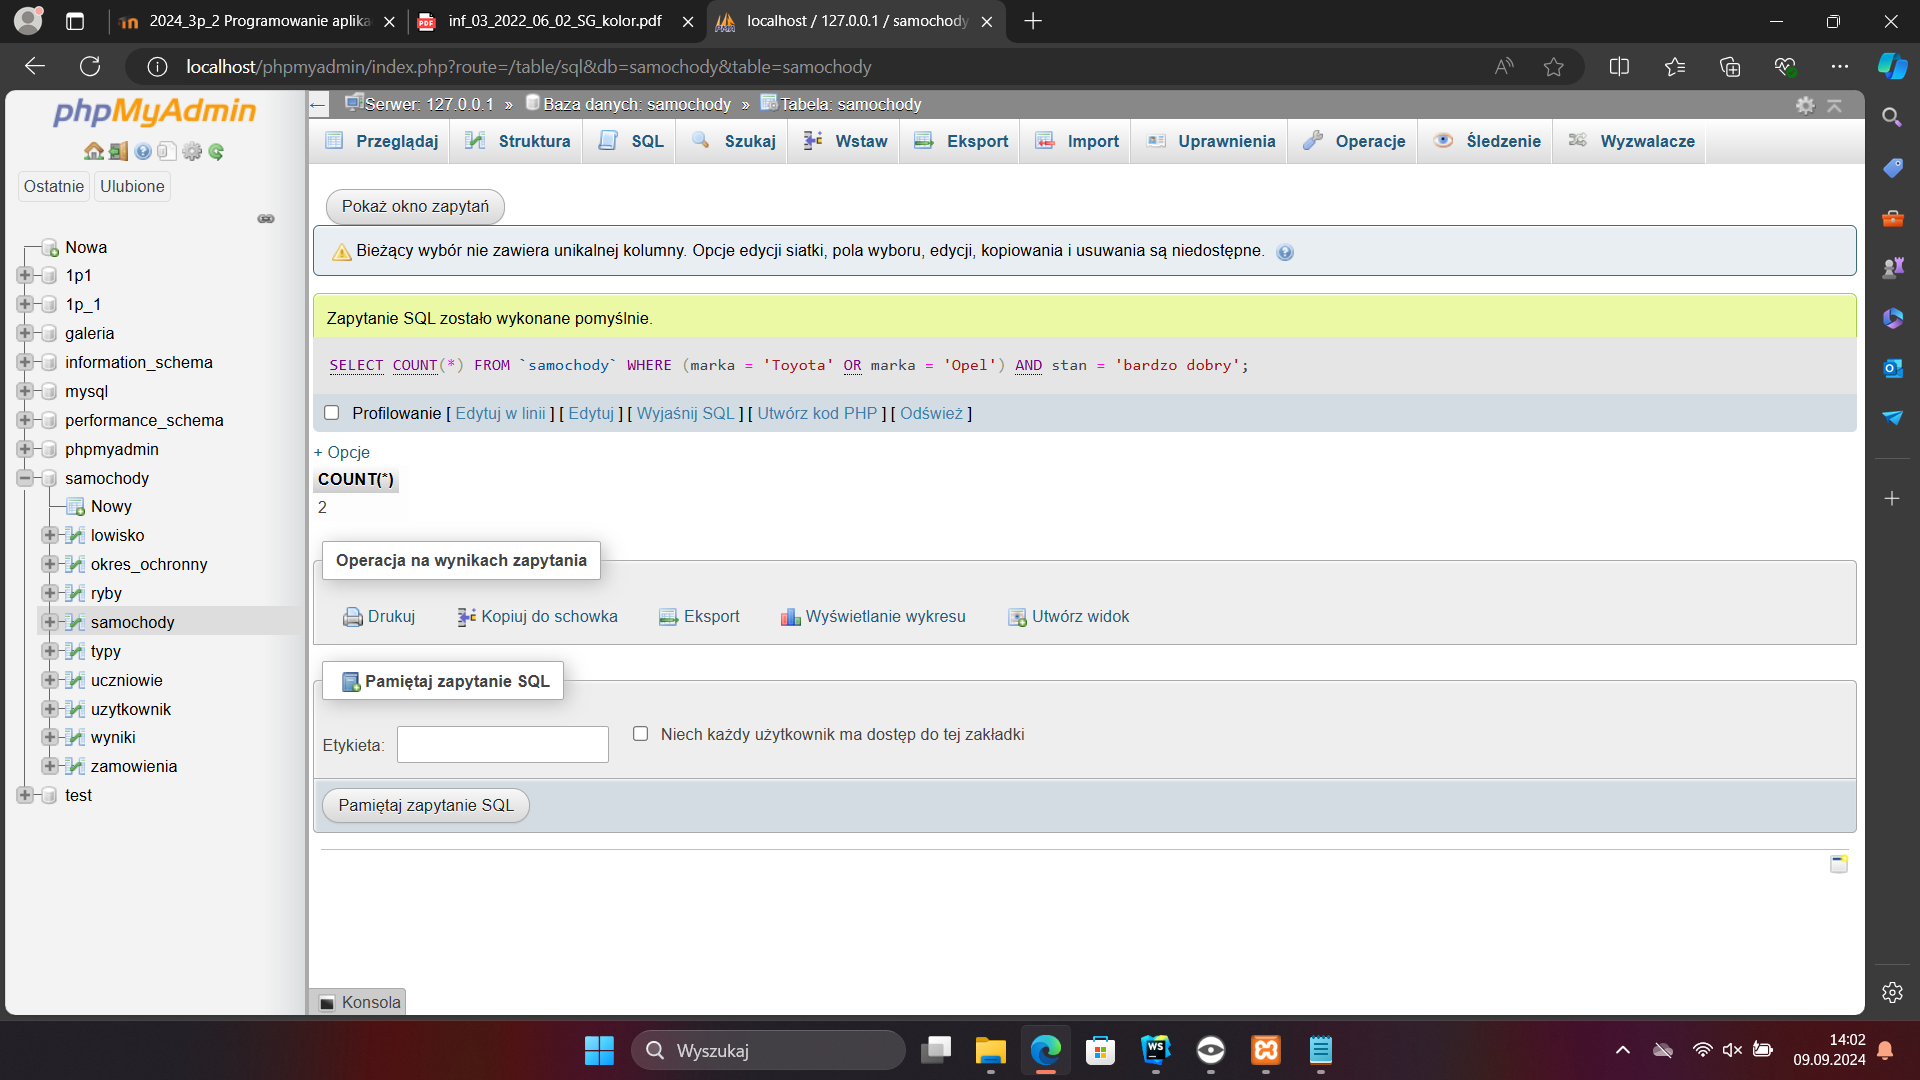 2024_3p_2 Programowanie aplika
inf_03_2022_06_02_SG_kolor.pdf
localhost / 127.0.0.1 / samochody
localhost/phpmyadmin/index.php?route=/table/sql&db=samochody&table=samochody
phpMyAdmin
Ostatnie
Ulubione
Nowa
1p1
1p_1
galeria
information_schema
mysql
performance_schema
phpmyadmin
samochody
Nowy
lowisko
okres_ochronny
ryby
samochody
typy
uczniowie
uzytkownik
wyniki
zamowienia
test
Serwer: 127.0.0.1 » Baza danych: samochody » Tabela: samochody
Przeglądaj Struktura SQL Szukaj Wstaw Eksport Import Uprawnienia Operacje Śledzenie Wyzwalacze
Pokaż okno zapytań
Bieżący wybór nie zawiera unikalnej kolumny. Opcje edycji siatki, pola wyboru, edycji, kopiowania i usuwania są niedostępne.
Zapytanie SQL zostało wykonane pomyślnie.
SELECT COUNT(*) FROM `samochody` WHERE (marka = 'Toyota' OR marka = 'Opel') AND stan = 'bardzo dobry';
Profilowanie [ Edytuj w linii ] [ Edytuj ] [ Wyjaśnij SQL ] [ Utwórz kod PHP ] [ Odśwież ]
+ Opcje
COUNT(*)
2
Operacja na wynikach zapytania
Drukuj Kopiuj do schowka Eksport Wyświetlanie wykresu Utwórz widok
Pamiętaj zapytanie SQL
Etykieta:
Niech każdy użytkownik ma dostęp do tej zakładki
Pamiętaj zapytanie SQL
Konsola
Wyszukaj
14:02
09.09.2024